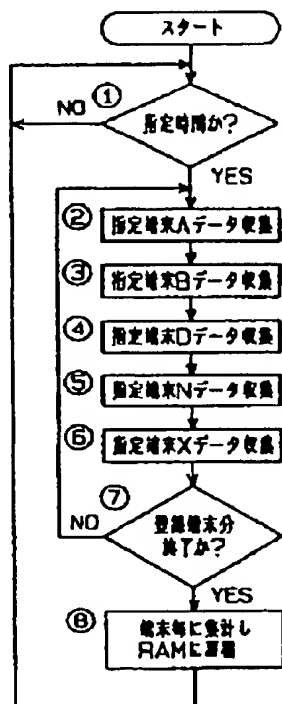 スタート
NO ①
指定時間か?
YES
② 指定端末Aデータ収集
③ 指定端末Bデータ収集
④ 指定端末Dデータ収集
⑤ 指定端末Nデータ収集
⑥ 指定端末Xデータ収集
⑦
NO
登録端末分
終了か?
YES
⑧ 端末毎に集計し
RAMに